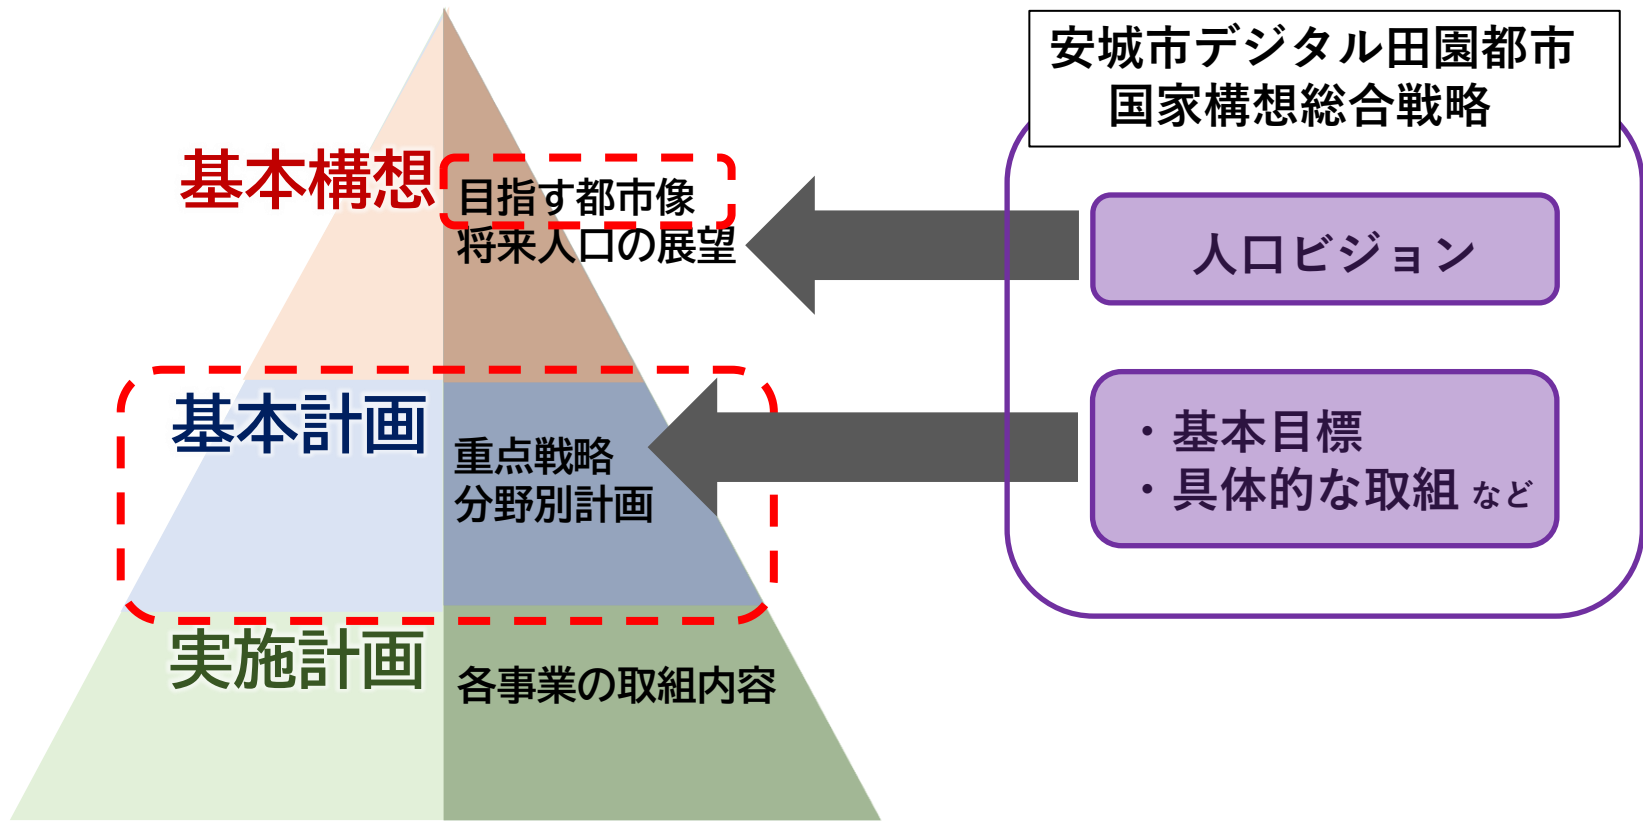 安城市デジタル田園都市
国家構想総合戦略
基本構想
目指す都市像
将来人口の展望
人口ビジョン
基本計画
重点戦略
分野別計画
・基本目標
・具体的な取組 など
実施計画
各事業の取組内容